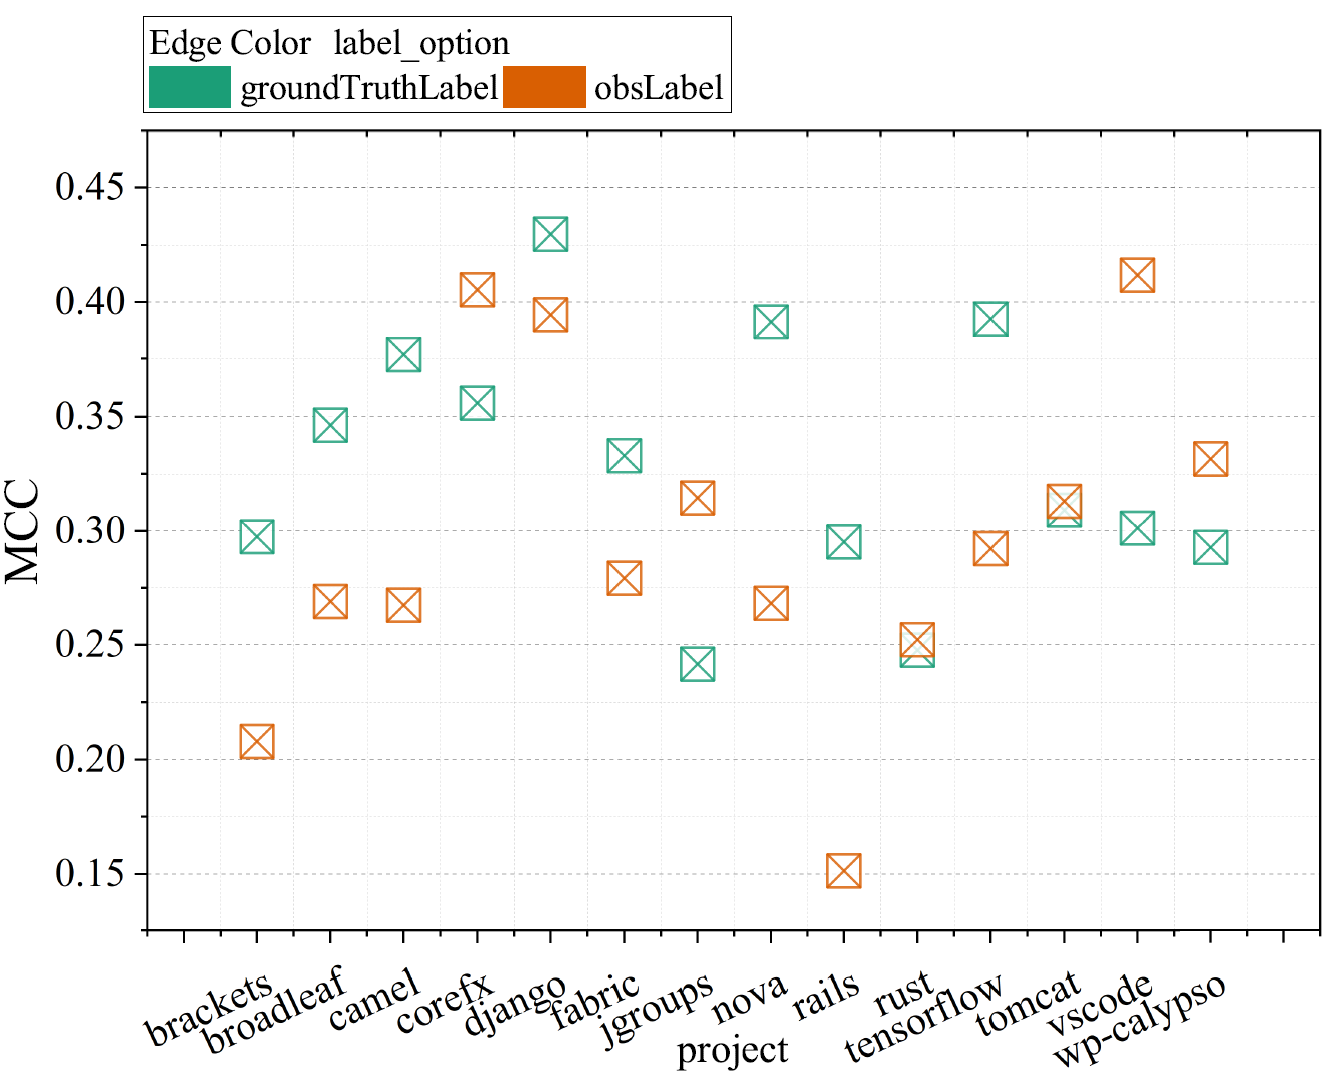 Edge Color label_option
groundTruthLabel obsLabel
0.45
0.40
0.35
0.30
0.25
0.20
0.15
MCC
brackets
broadleaf
camel
corefx
django
fabric
jgroups
nova
rails
rust
tensorflow
tomcat
vscode
wp-calypso
project